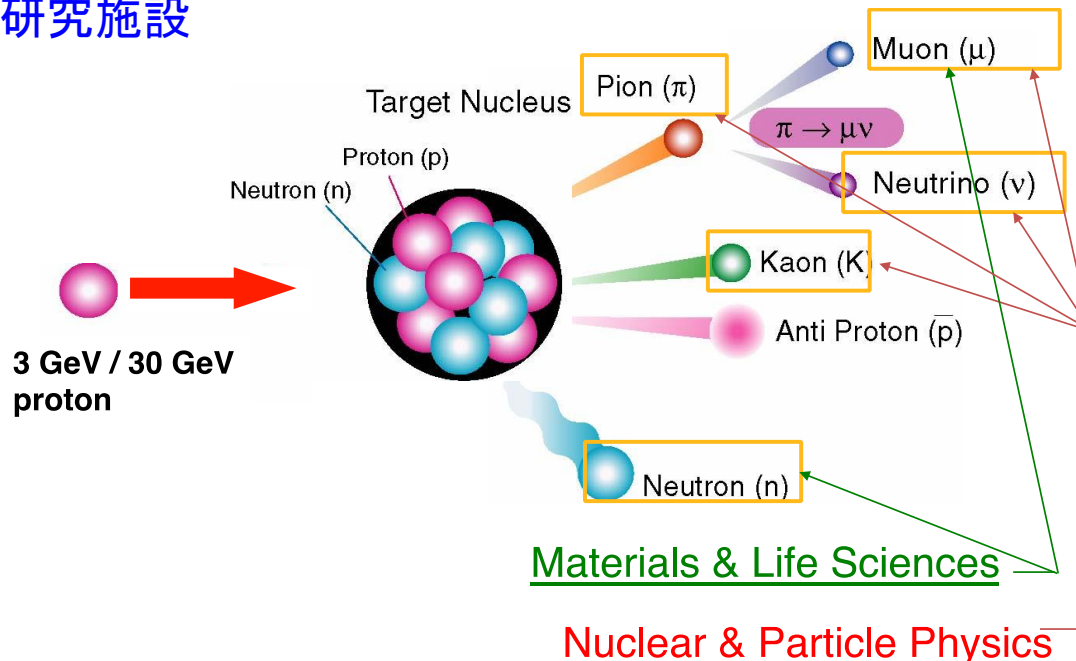 研究施設
Muon (μ)
Pion (π)
Target Nucleus
π → μν
Proton (p)
Neutron (n)
Neutrino (ν)
Kaon (K)
Anti Proton (p̅)
3 GeV / 30 GeV
proton
Neutron (n)
Materials & Life Sciences
Nuclear & Particle Physics